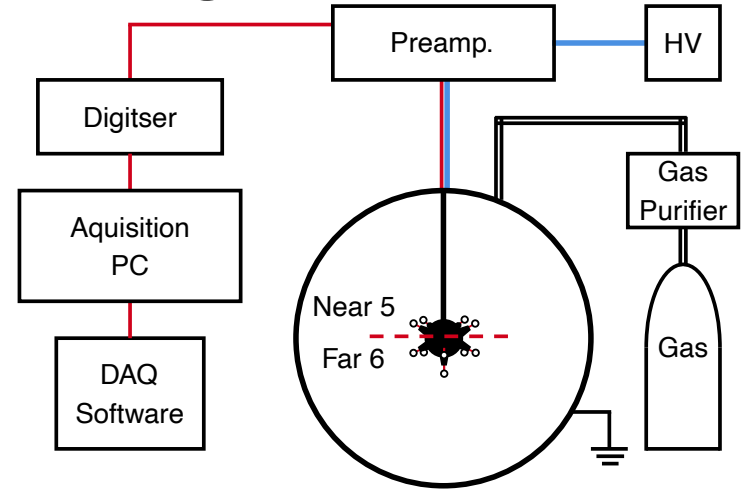 Preamp.
HV
Digitser
Gas
Purifier
Aquisition
PC
Near 5
Far 6
Gas
DAQ
Software